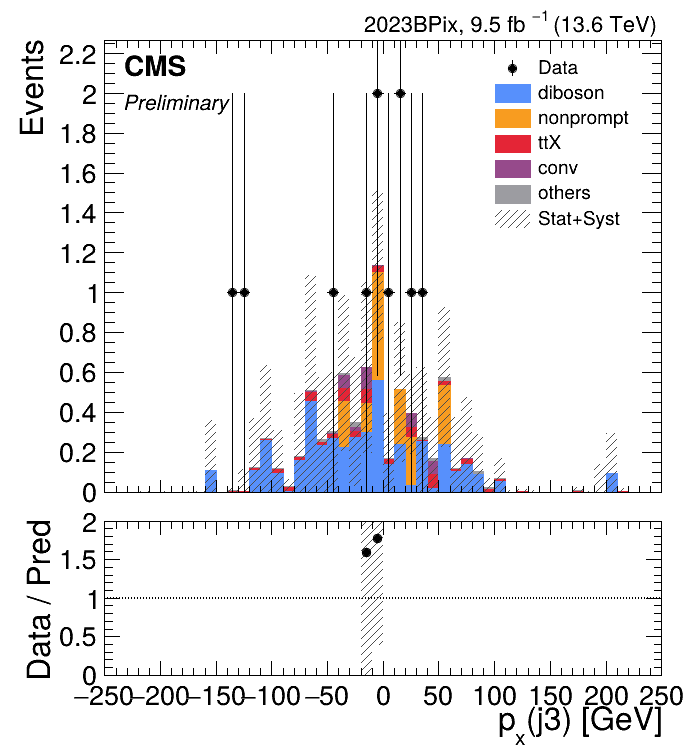 2023BPix, 9.5 fb⁻¹ (13.6 TeV)
CMS
Preliminary
Events
2.2
2
1.8
1.6
1.4
1.2
1
0.8
0.6
0.4
0.2
0
Data
diboson
nonprompt
ttX
conv
others
Stat+Syst
Data / Pred
2
1.5
1
0.5
0
−250 −200 −150 −100 −50 0 50 100 150 200 250
pₓ(j3) [GeV]